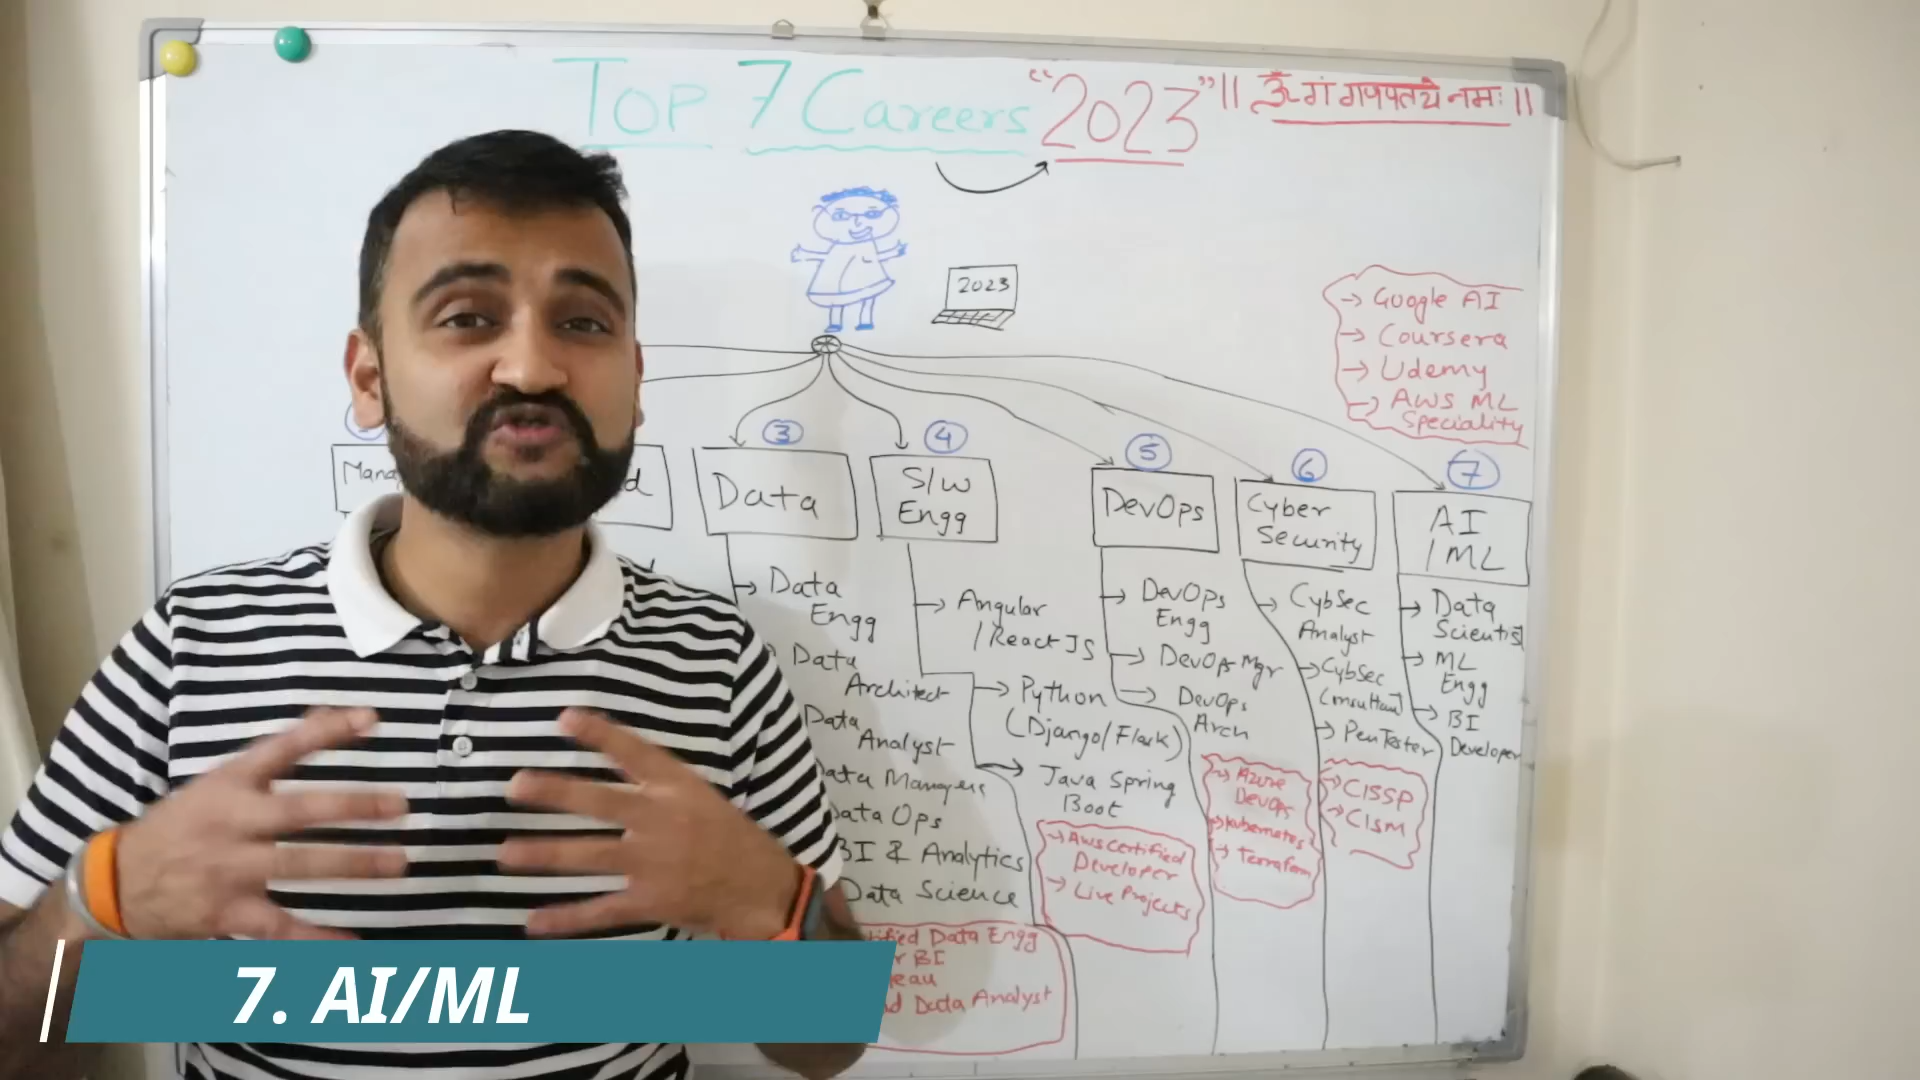 Top 7 Careers "2023" || ॐ गं गणपतये नमः ||
2023
→ Google AI
→ Coursera
→ Udemy
→ AWS ML
Speciality
3
Data
→ Data
Engg
Data
Architect
Data
Analyst
Data Managers
Data Ops
BI & Analytics
Data Science
Data Engg
BI
Data Analyst
4
S/w
Engg
→ Angular
/React JS
→ Python
(Django/Flask)
→ Java Spring
Boot
→ AWS Certified
Developer
→ Live Projects
5
DevOps
→ DevOps
Engg
→ DevOps Mgr
→ DevOps
Arch
→ Azure
DevOps
→ Kubernetes
→ Terraform
6
Cyber
Security
→ CybSec
Analyst
→ CybSec
Consultant
→ PenTester
→ CISSP
→ CISM
7
AI
/ML
→ Data
Scientist
→ ML
Engg
→ BI
Developer
7. AI/ML